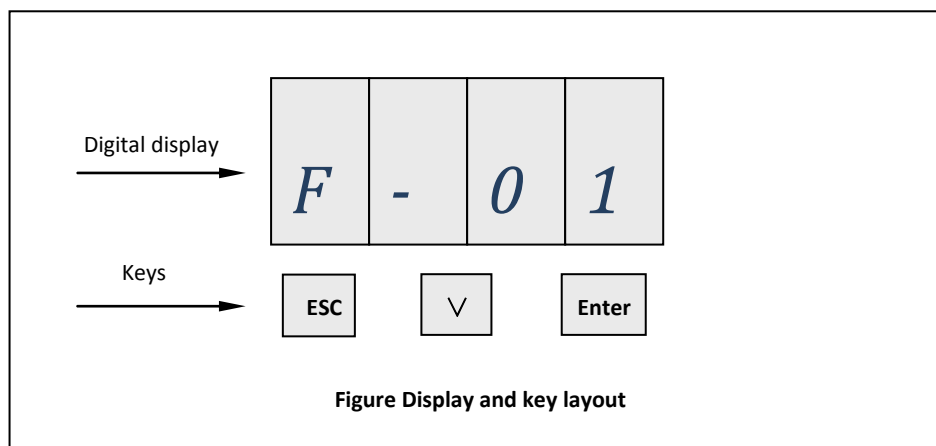 Digital display
F - 0 1
Keys
ESC ∨ Enter
Figure Display and key layout